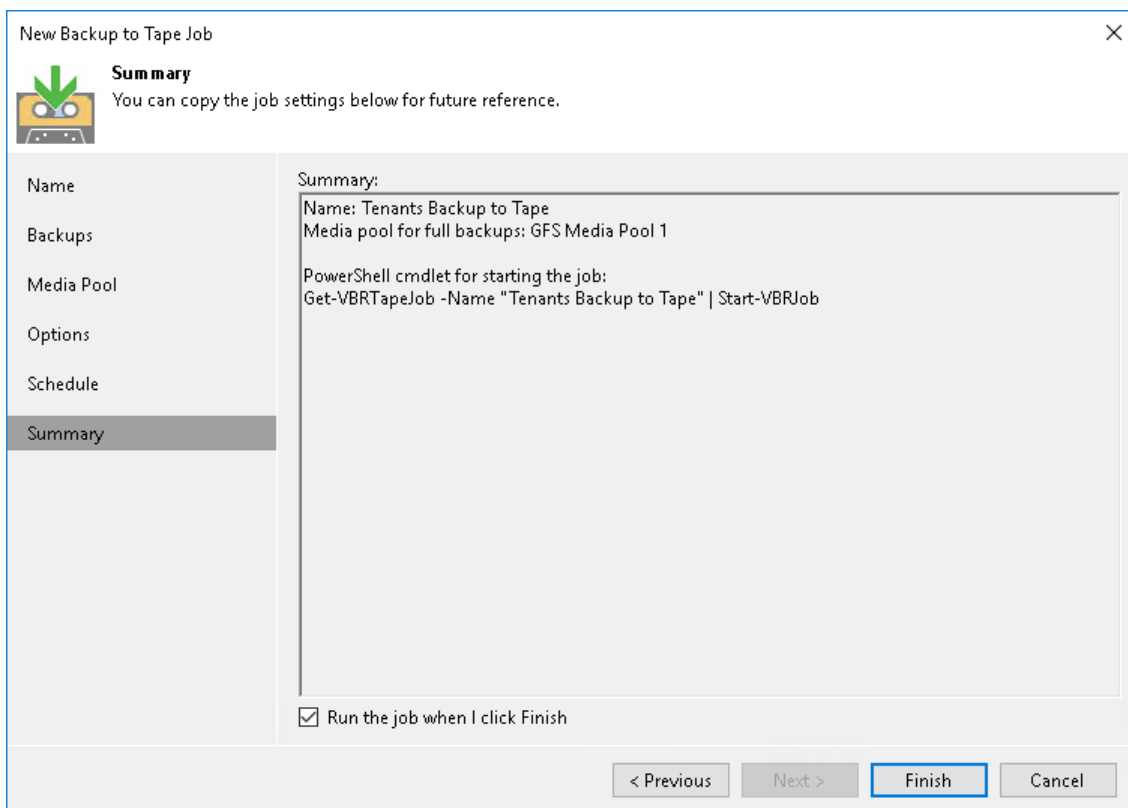 New Backup to Tape Job
Summary
You can copy the job settings below for future reference.
Name
Backups
Media Pool
Options
Schedule
Summary
Summary:
Name: Tenants Backup to Tape
Media pool for full backups: GFS Media Pool 1
PowerShell cmdlet for starting the job:
Get-VBRTapeJob -Name "Tenants Backup to Tape" | Start-VBRJob
Run the job when I click Finish
< Previous
Next >
Finish
Cancel